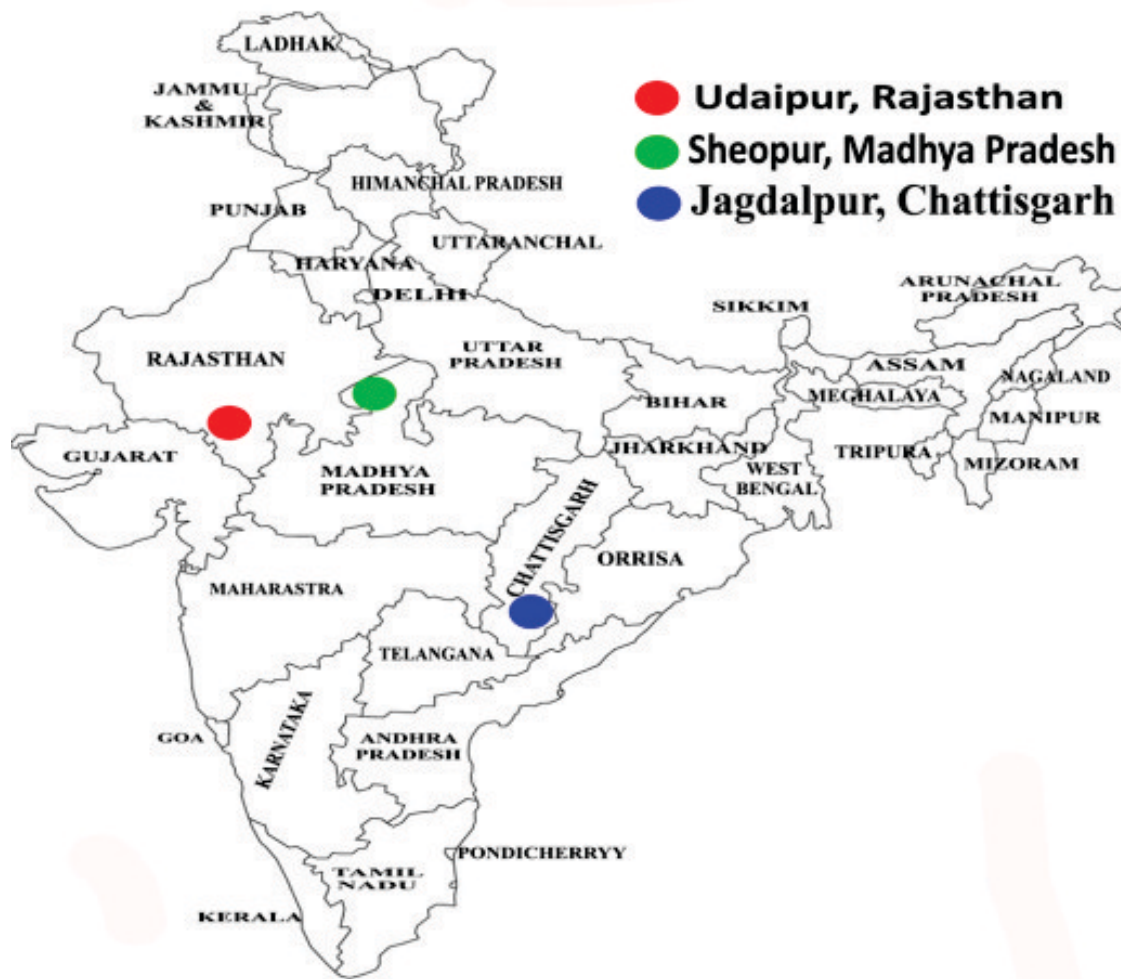 LADHAK
JAMMU
&
KASHMIR
Udaipur, Rajasthan
Sheopur, Madhya Pradesh
Jagdalpur, Chattisgarh
HIMANCHAL PRADESH
PUNJAB
UTTARANCHAL
HARYANA
DELHI
ARUNACHAL
PRADESH
SIKKIM
RAJASTHAN
UTTAR
PRADESH
ASSAM
NAGALAND
BIHAR
MEGHALAYA
MANIPUR
GUJARAT
MADHYA
PRADESH
JHARKHAND
WEST
BENGAL
TRIPURA
MIZORAM
CHATTISGARH
ORRISA
MAHARASTRA
TELANGANA
KARNATAKA
GOA
ANDHRA
PRADESH
PONDICHERRYY
TAMIL
NADU
KERALA